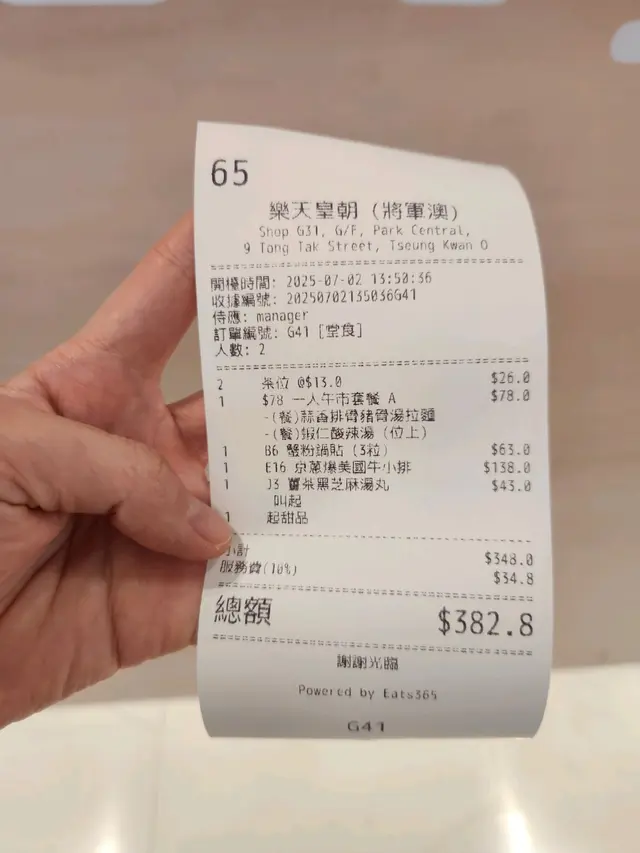 65
樂天皇朝 (將軍澳)
Shop G31, G/F, Park Central,
9 Tong Tak Street, Tseung Kwan O
開檯時間: 2025-07-02 13:50:36
收據編號: 20250702135036G41
侍應: manager
訂單編號: G41 [堂食]
人數: 2
2 茶位 @$13.0 $26.0
1 $78 一人午市套餐 A $78.0
-(餐)蒜香排骨豬骨湯拉麵
-(餐)蝦仁酸辣湯 (位上)
1 B6 蟹粉鍋貼 (3粒) $63.0
1 E16 京蔥爆美國牛小排 $138.0
1 J3 薑茶黑芝麻湯丸 $43.0
叫起
1 起甜品
小計 $348.0
服務費(10%) $34.8
總額 $382.8
謝謝光臨
Powered by Eats365
G41